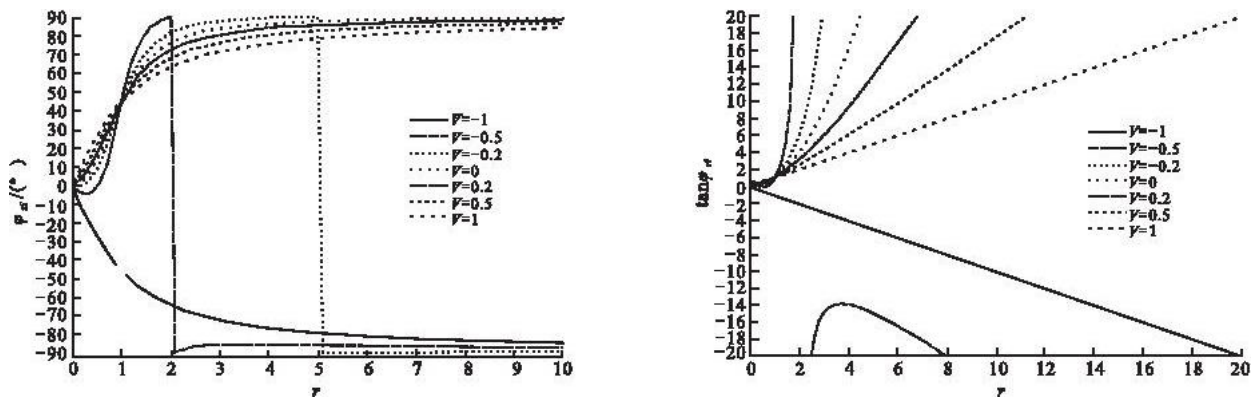 90
80
70
60
50
40
30
20
10
0
−10
−20
−30
−40
−50
−60
−70
−80
−90
/(°)
V=−1
V=−0.5
V=−0.2
V=0
V=0.2
V=0.5
V=1
0 1 2 3 4 5 6 7 8 9 10
r
20
18
16
14
12
10
8
6
4
2
0
−2
−4
−6
−8
−10
−12
−14
−16
−18
−20
tanφ
V=−1
V=−0.5
V=−0.2
V=0
V=0.2
V=0.5
V=1
0 2 4 6 8 10 12 14 16 18 20
r